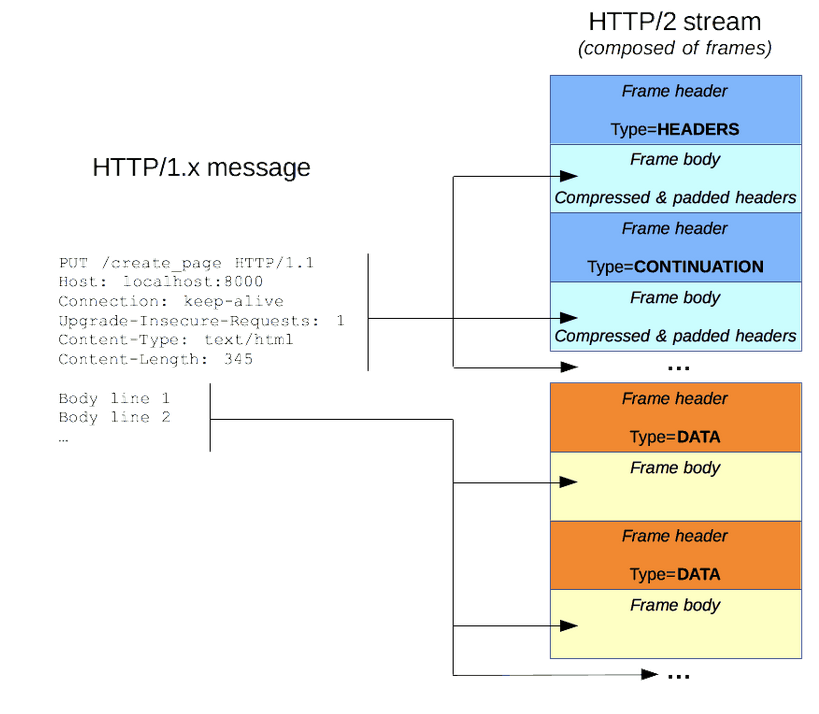 HTTP/2 stream
(composed of frames)
HTTP/1.x message
PUT /create_page HTTP/1.1
Host: localhost:8000
Connection: keep-alive
Upgrade-Insecure-Requests: 1
Content-Type: text/html
Content-Length: 345
Body line 1
Body line 2
…
Frame header
Type=HEADERS
Frame body
Compressed & padded headers
Frame header
Type=CONTINUATION
Frame body
Compressed & padded headers
...
Frame header
Type=DATA
Frame body
Frame header
Type=DATA
Frame body
...